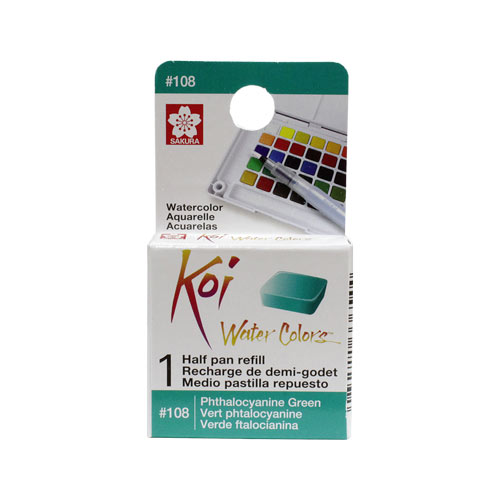 #108
SAKURA
Watercolor
Aquarelle
Acuarelas
Koi
Water Colors
1 Half pan refill
Recharge de demi-godet
Medio pastilla repuesto
#108 Phthalocyanine Green
Vert phtalocyanine
Verde ftalocianina